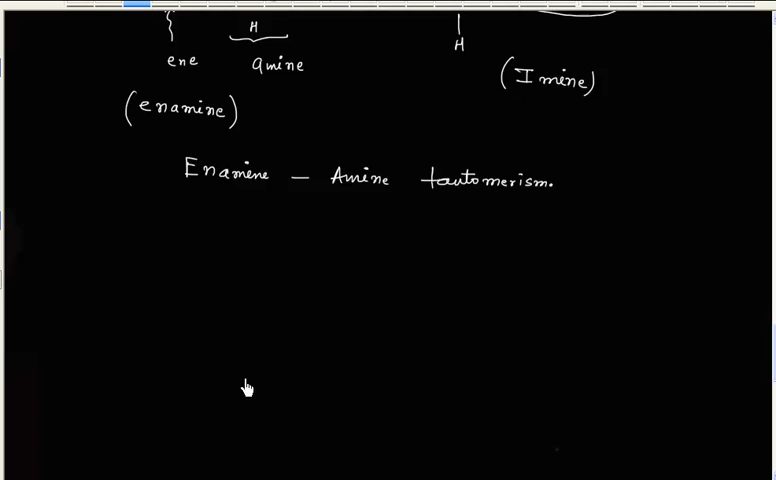 H
H
ene amine
(Imine)
(enamine)
Enamine - Amine tautomerism.